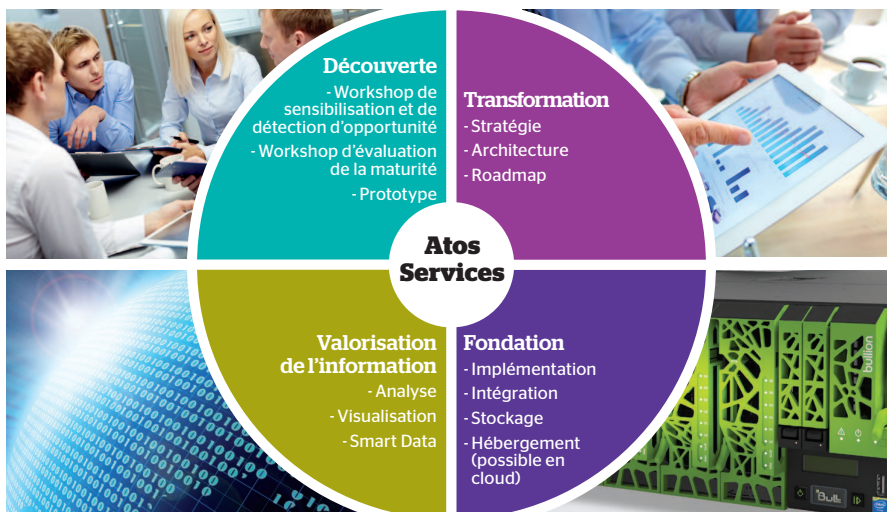 Découverte
- Workshop de
sensibilisation et de
détection d'opportunité
- Workshop d'évaluation
de la maturité
- Prototype
Transformation
- Stratégie
- Architecture
- Roadmap
Atos
Services
Valorisation
de l'information
- Analyse
- Visualisation
- Smart Data
Fondation
- Implémentation
- Intégration
- Stockage
- Hébergement
(possible en
cloud)
bullion
Bull